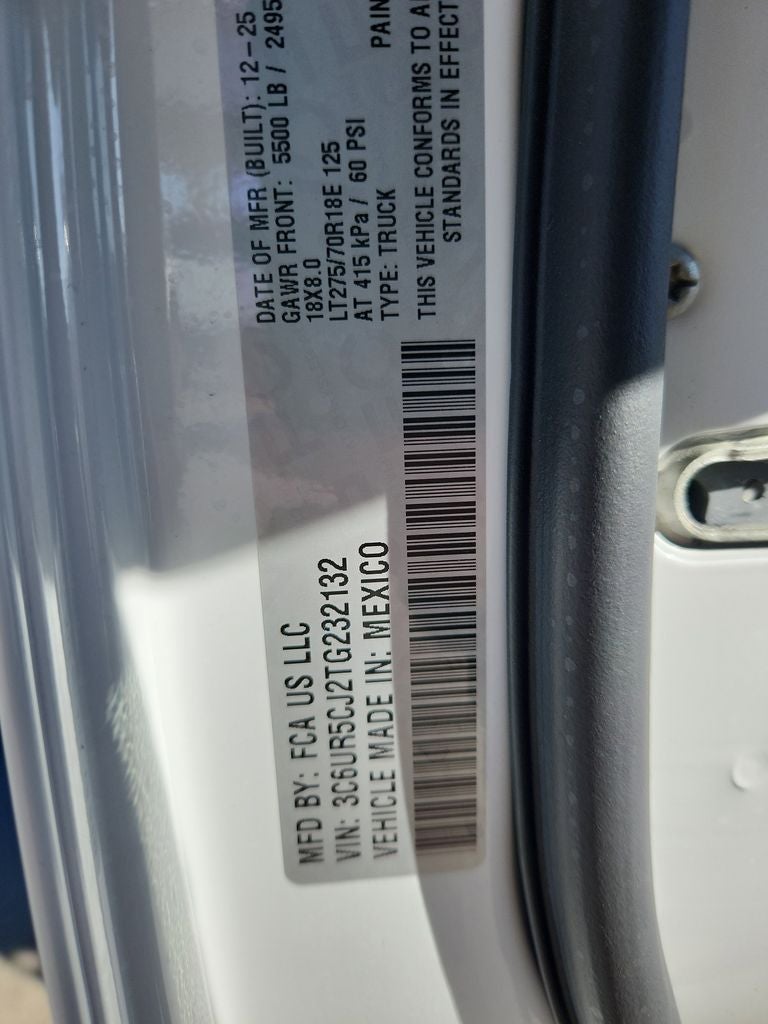 MFD BY: FCA US LLC
VIN: 3C6UR5CJ2TG232132
VEHICLE MADE IN: MEXICO
DATE OF MFR (BUILT): 12-25
GAWR FRONT: 5500 LB / 2495
18X8.0
LT275/70R18E 125
AT 415 kPa / 60 PSI
TYPE: TRUCK
THIS VEHICLE CONFORMS TO
STANDARDS IN EFFECT